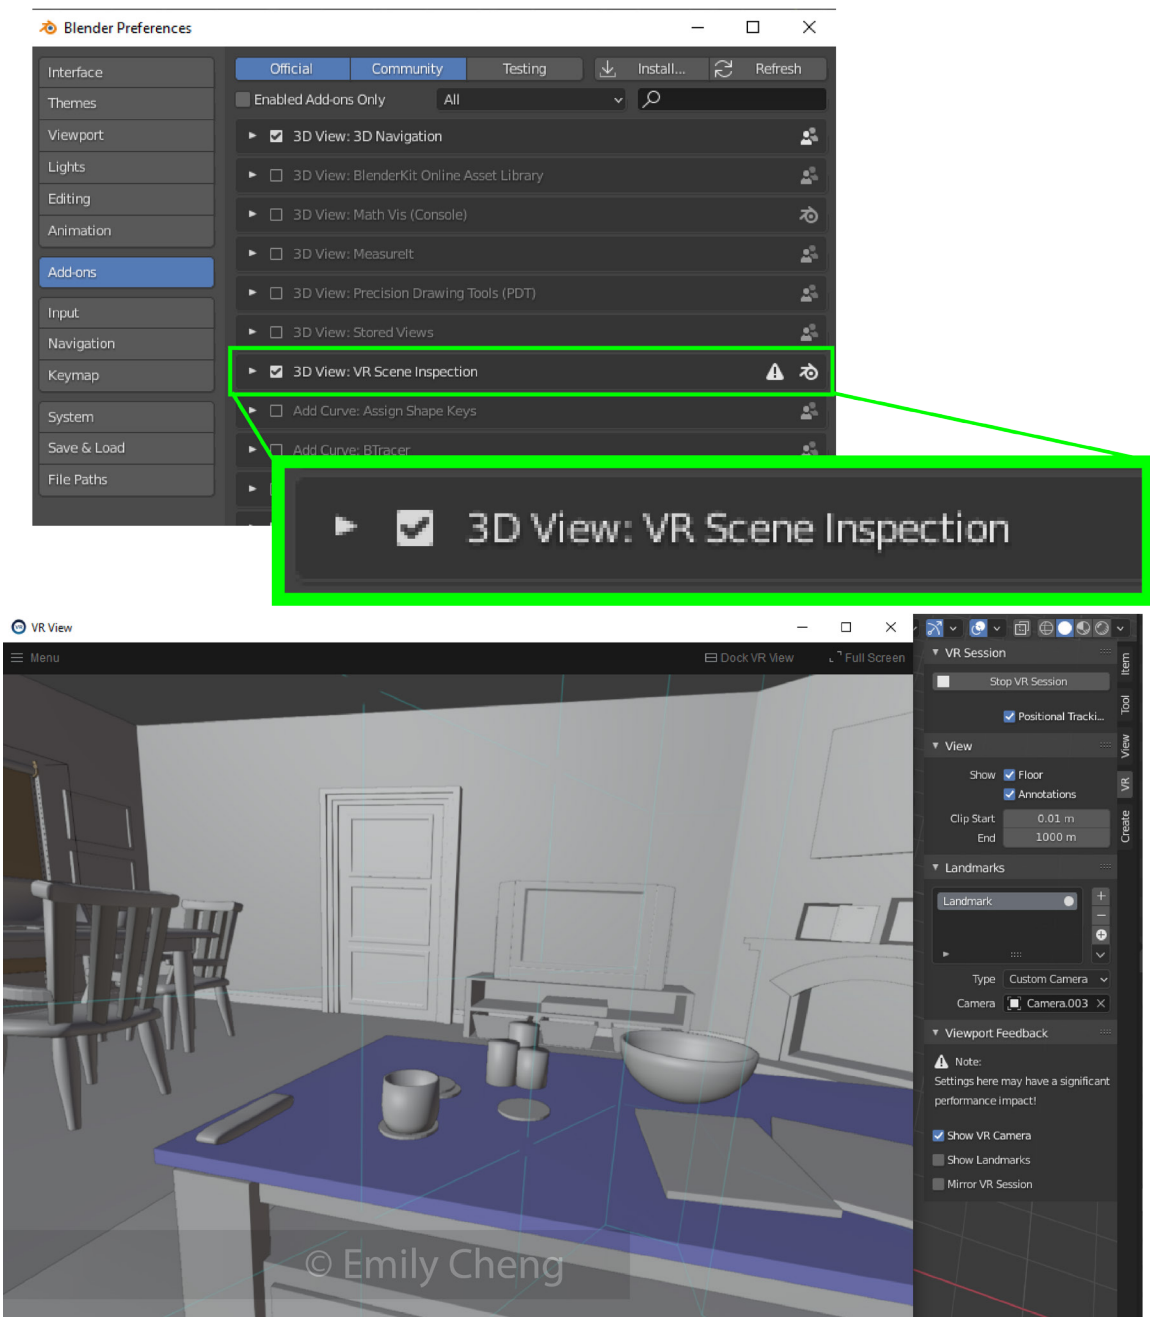 Blender Preferences
Interface
Themes
Viewport
Lights
Editing
Animation
Add-ons
Input
Navigation
Keymap
System
Save & Load
File Paths
Official Community Testing Install... Refresh
Enabled Add-ons Only All
3D View: 3D Navigation
3D View: BlenderKit Online Asset Library
3D View: Math Vis (Console)
3D View: MeasureIt
3D View: Precision Drawing Tools (PDT)
3D View: Stored Views
3D View: VR Scene Inspection
Add Curve: Assign Shape Keys
Add Curve: BTracer
3D View: VR Scene Inspection
VR View
Menu Dock VR View Full Screen
© Emily Cheng
VR Session
Stop VR Session
Positional Tracki...
View
Show Floor
Annotations
Clip Start 0.01 m
End 1000 m
Landmarks
Landmark
Type Custom Camera
Camera Camera.003
Viewport Feedback
Note:
Settings here may have a significant
performance impact!
Show VR Camera
Show Landmarks
Mirror VR Session
Item
Tool
View
VR
Create